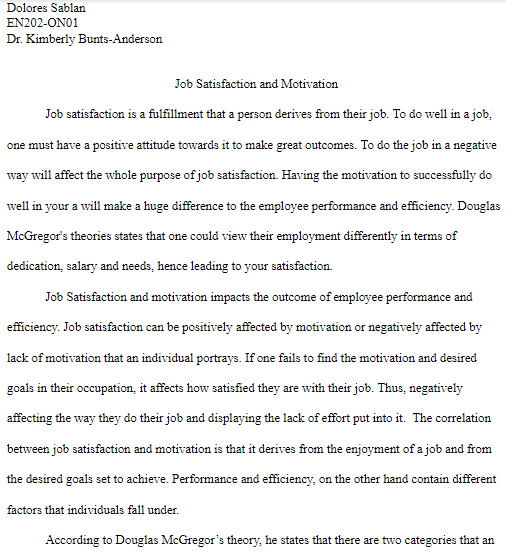 Dolores Sablan
EN202-ON01
Dr. Kimberly Bunts-Anderson
Job Satisfaction and Motivation
Job satisfaction is a fulfillment that a person derives from their job. To do well in a job,
one must have a positive attitude towards it to make great outcomes. To do the job in a negative
way will affect the whole purpose of job satisfaction. Having the motivation to successfully do
well in your a will make a huge difference to the employee performance and efficiency. Douglas
McGregor's theories states that one could view their employment differently in terms of
dedication, salary and needs, hence leading to your satisfaction.
Job Satisfaction and motivation impacts the outcome of employee performance and
efficiency. Job satisfaction can be positively affected by motivation or negatively affected by
lack of motivation that an individual portrays. If one fails to find the motivation and desired
goals in their occupation, it affects how satisfied they are with their job. Thus, negatively
affecting the way they do their job and displaying the lack of effort put into it.  The correlation
between job satisfaction and motivation is that it derives from the enjoyment of a job and from
the desired goals set to achieve. Performance and efficiency, on the other hand contain different
factors that individuals fall under.
According to Douglas McGregor's theory, he states that there are two categories that an